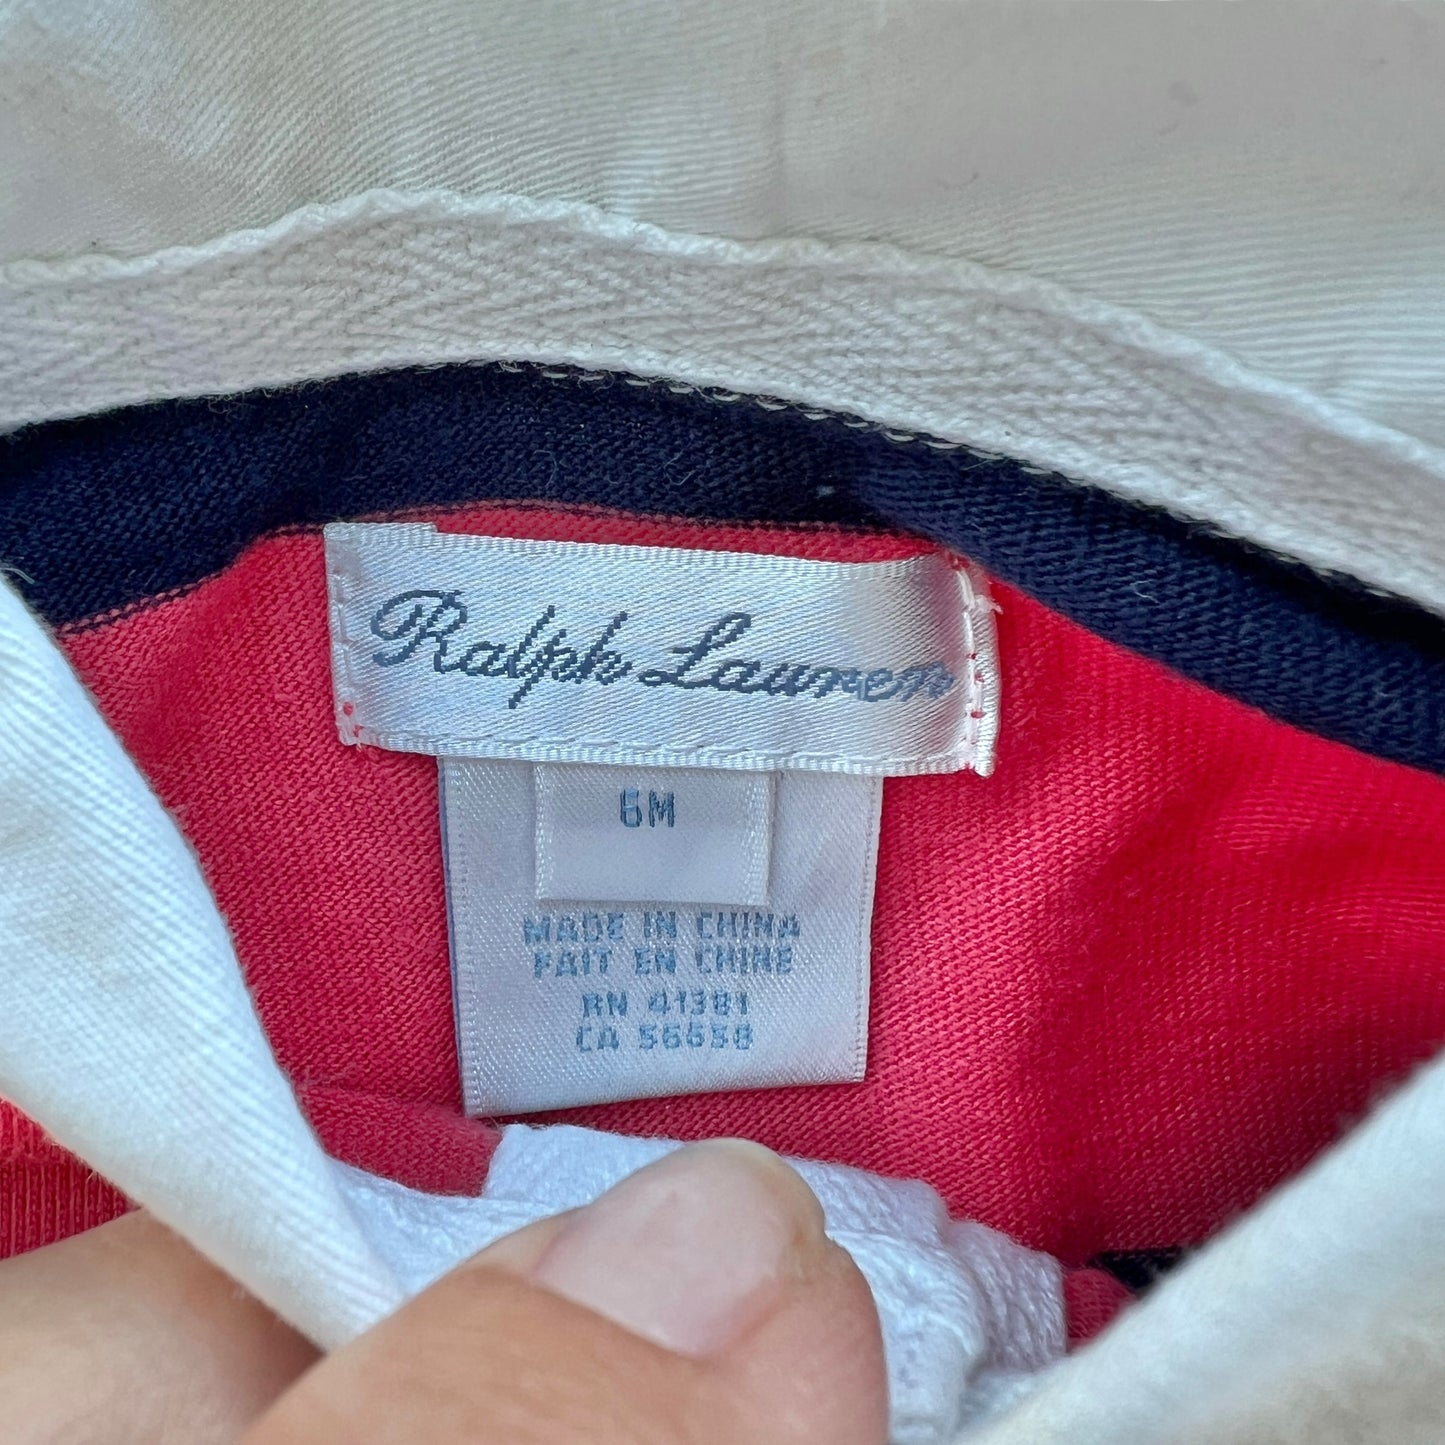 Ralph Lauren
6M
MADE IN CHINA
FAIT EN CHINE
RN 41381
CA 56658